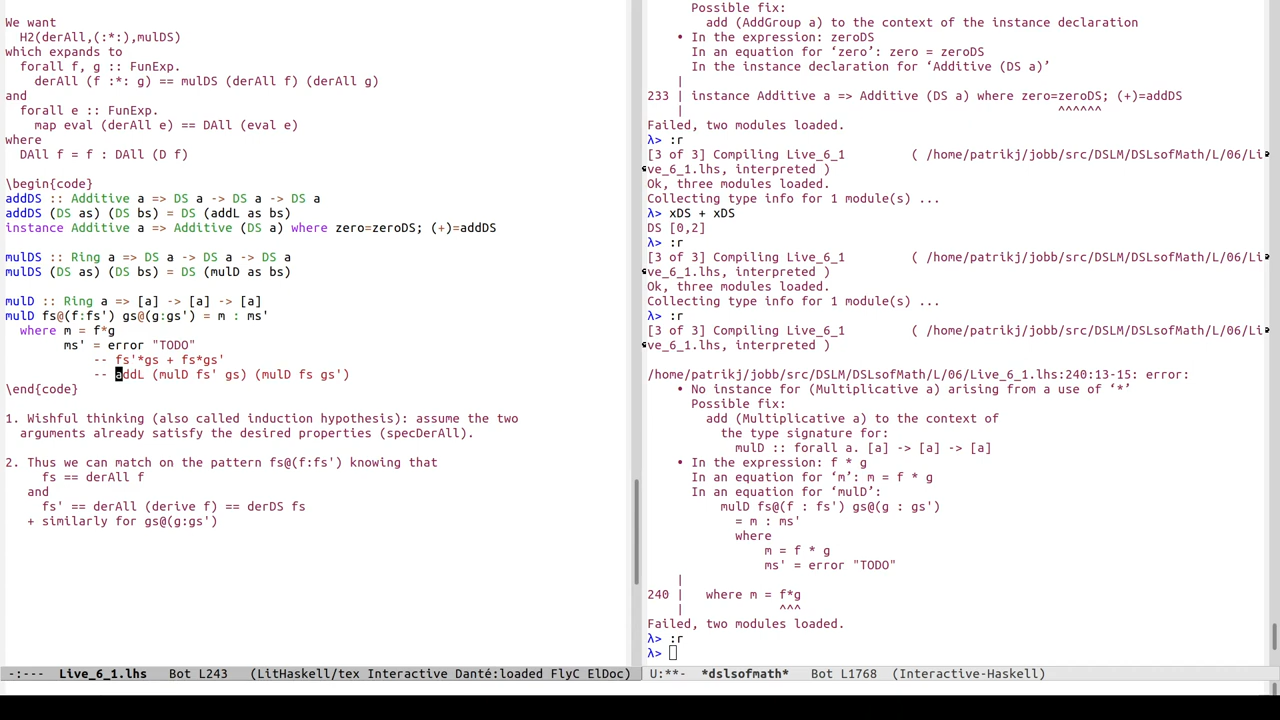 We want
  H2(derAll,(:*:),mulDS)
which expands to
  forall f, g :: FunExp.
    derAll (f :*: g) == mulDS (derAll f) (derAll g)
and
  forall e :: FunExp.
    map eval (derAll e) == DAll (eval e)
where
  DAll f = f : DAll (D f)
\begin{code}
addDS :: Additive a => DS a -> DS a -> DS a
addDS (DS as) (DS bs) = DS (addL as bs)
instance Additive a => Additive (DS a) where zero=zeroDS; (+)=addDS
mulDS :: Ring a => DS a -> DS a -> DS a
mulDS (DS as) (DS bs) = DS (mulD as bs)
mulD :: Ring a => [a] -> [a] -> [a]
mulD fs@(f:fs') gs@(g:gs') = m : ms'
  where m = f*g
        ms' = error "TODO"
            -- fs'*gs + fs*gs'
            -- addL (mulD fs' gs) (mulD fs gs')
\end{code}
1. Wishful thinking (also called induction hypothesis): assume the two
  arguments already satisfy the desired properties (specDerAll).
2. Thus we can match on the pattern fs@(f:fs') knowing that
     fs == derAll f
   and
     fs' == derAll (derive f) == derDS fs
   + similarly for gs@(g:gs')
-:---  Live_6_1.lhs   Bot L243   (LitHaskell/tex Interactive Danté:loaded FlyC ElDoc)
      Possible fix:
        add (AddGroup a) to the context of the instance declaration
    • In the expression: zeroDS
      In an equation for ‘zero’: zero = zeroDS
      In the instance declaration for ‘Additive (DS a)’
    |
233 | instance Additive a => Additive (DS a) where zero=zeroDS; (+)=addDS
    |                                                   ^^^^^^
Failed, two modules loaded.
λ> :r
[3 of 3] Compiling Live_6_1         ( /home/patrikj/jobb/src/DSLM/DSLsofMath/L/06/Li
ve_6_1.lhs, interpreted )
Ok, three modules loaded.
Collecting type info for 1 module(s) ...
λ> xDS + xDS
DS [0,2]
λ> :r
[3 of 3] Compiling Live_6_1         ( /home/patrikj/jobb/src/DSLM/DSLsofMath/L/06/Li
ve_6_1.lhs, interpreted )
Ok, three modules loaded.
Collecting type info for 1 module(s) ...
λ> :r
[3 of 3] Compiling Live_6_1         ( /home/patrikj/jobb/src/DSLM/DSLsofMath/L/06/Li
ve_6_1.lhs, interpreted )
/home/patrikj/jobb/src/DSLM/DSLsofMath/L/06/Live_6_1.lhs:240:13-15: error:
    • No instance for (Multiplicative a) arising from a use of ‘*’
      Possible fix:
        add (Multiplicative a) to the context of
          the type signature for:
            mulD :: forall a. [a] -> [a] -> [a]
    • In the expression: f * g
      In an equation for ‘m’: m = f * g
      In an equation for ‘mulD’:
          mulD fs@(f : fs') gs@(g : gs')
            = m : ms'
            where
                m = f * g
                ms' = error "TODO"
    |
240 |   where m = f*g
    |             ^^^
Failed, two modules loaded.
λ> :r
λ>
U:**-  *dslsofmath*   Bot L1768  (Interactive-Haskell)